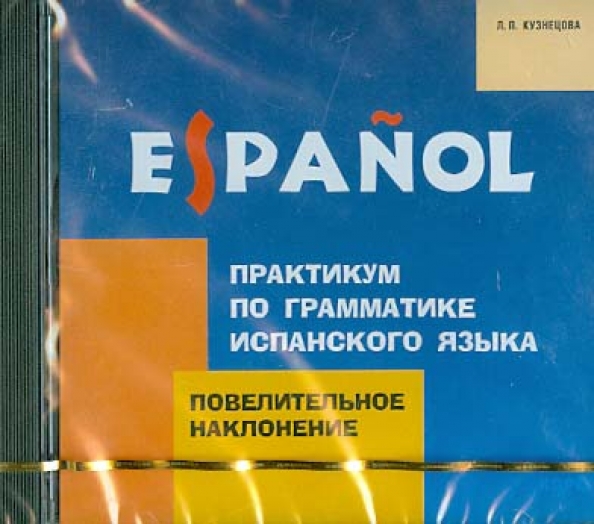 Л. П. КУЗНЕЦОВА
ESPAÑOL
ПРАКТИКУМ
ПО ГРАММАТИКЕ
ИСПАНСКОГО ЯЗЫКА
ПОВЕЛИТЕЛЬНОЕ
НАКЛОНЕНИЕ